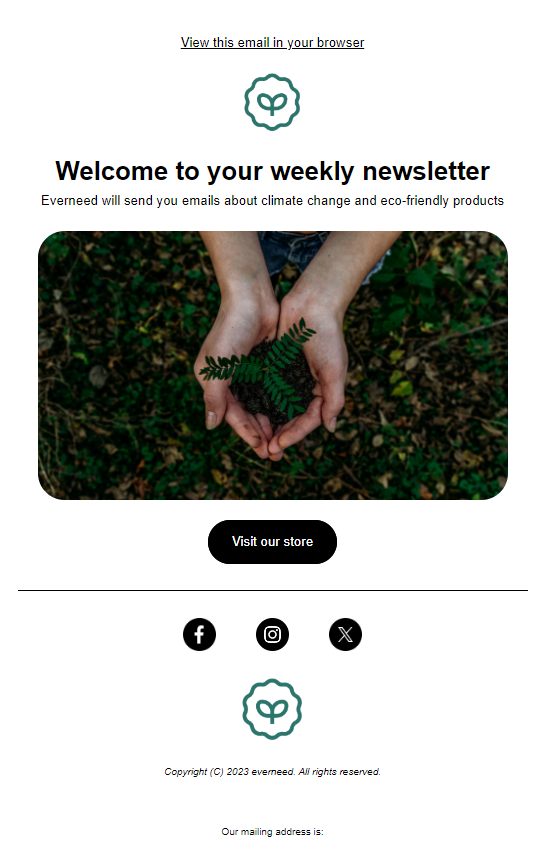 View this email in your browser
Welcome to your weekly newsletter
Everneed will send you emails about climate change and eco-friendly products
Visit our store
Copyright (C) 2023 everneed. All rights reserved.
Our mailing address is: